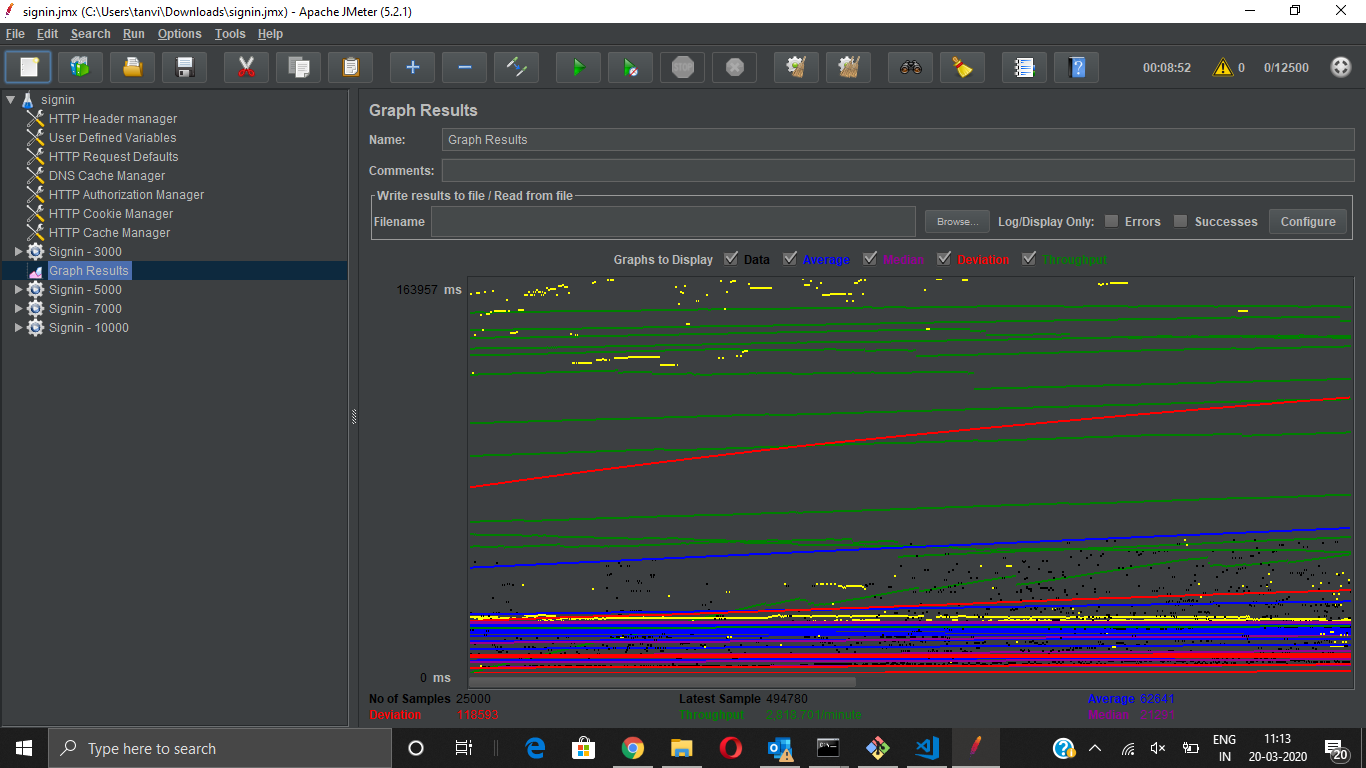 signin.jmx (C:\Users\tanvi\Downloads\signin.jmx) - Apache JMeter (5.2.1)
File Edit Search Run Options Tools Help
STOP 00:08:52 0 0/12500
signin
HTTP Header manager
User Defined Variables
HTTP Request Defaults
DNS Cache Manager
HTTP Authorization Manager
HTTP Cookie Manager
HTTP Cache Manager
Signin - 3000
Graph Results
Signin - 5000
Signin - 7000
Signin - 10000
Graph Results
Name: Graph Results
Comments:
Write results to file / Read from file
Filename Browse... Log/Display Only: Errors Successes Configure
Graphs to Display Data Average Median Deviation Throughput
163957 ms
0 ms
No of Samples 25000 Latest Sample 494780 Average 62641
Deviation 118593 Throughput 2,818.701/minute Median
Type here to search
ENG
IN
11:13
20-03-2020
20